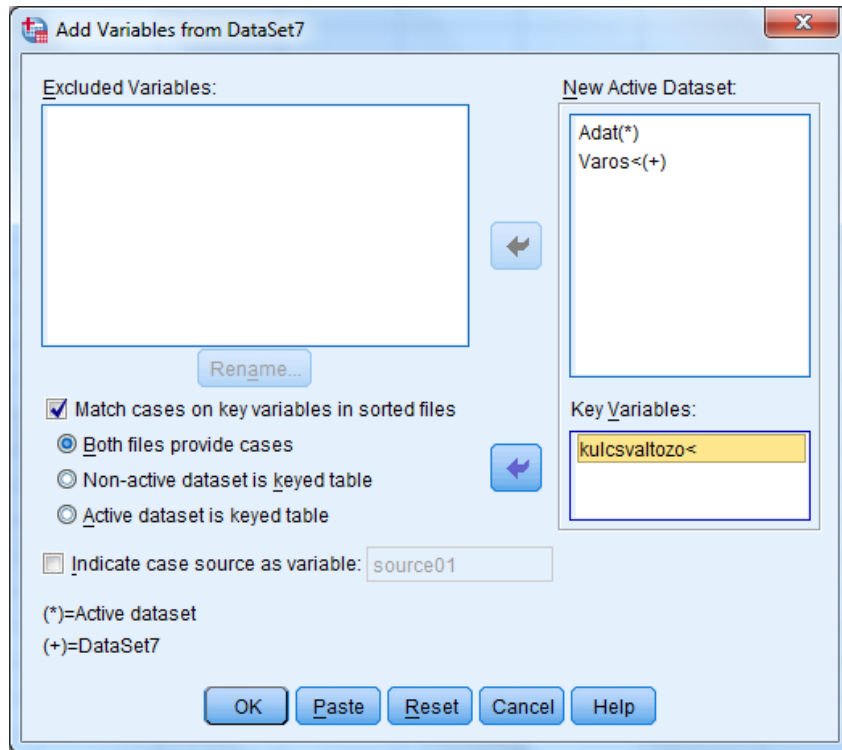 Add Variables from DataSet7
Excluded Variables:
New Active Dataset:
Adat(*)
Varos<(+)
Rename...
Match cases on key variables in sorted files
Both files provide cases
Non-active dataset is keyed table
Active dataset is keyed table
Key Variables:
kulcsvaltozo<
Indicate case source as variable: source01
(*)=Active dataset
(+)=DataSet7
OK Paste Reset Cancel Help